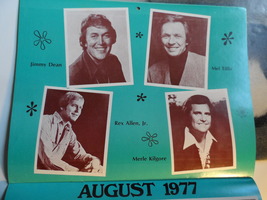 Jimmy Dean
Mel Tillis
Rex Allen, Jr.
Merle Kilgore
AUGUST 1977